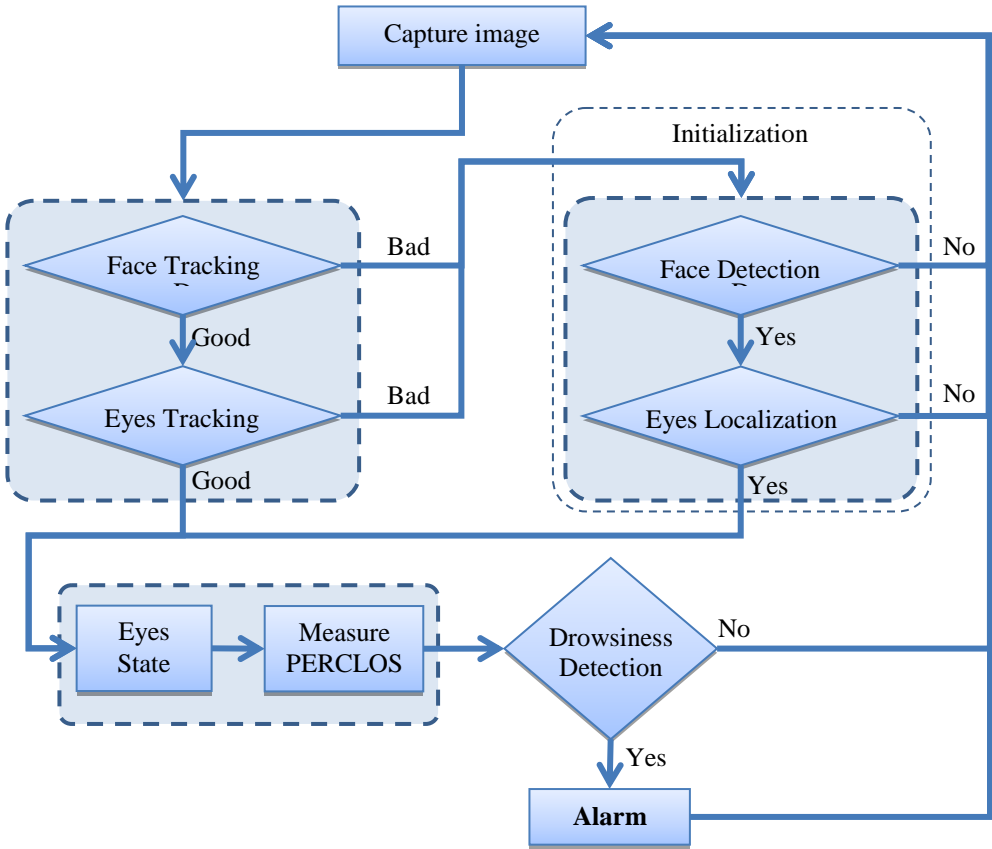 Capture image
Initialization
Face Tracking
Bad
Good
Eyes Tracking
Bad
Good
Face Detection
No
Yes
Eyes Localization
No
Yes
Eyes
State
Measure
PERCLOS
Drowsiness
Detection
No
Yes
Alarm